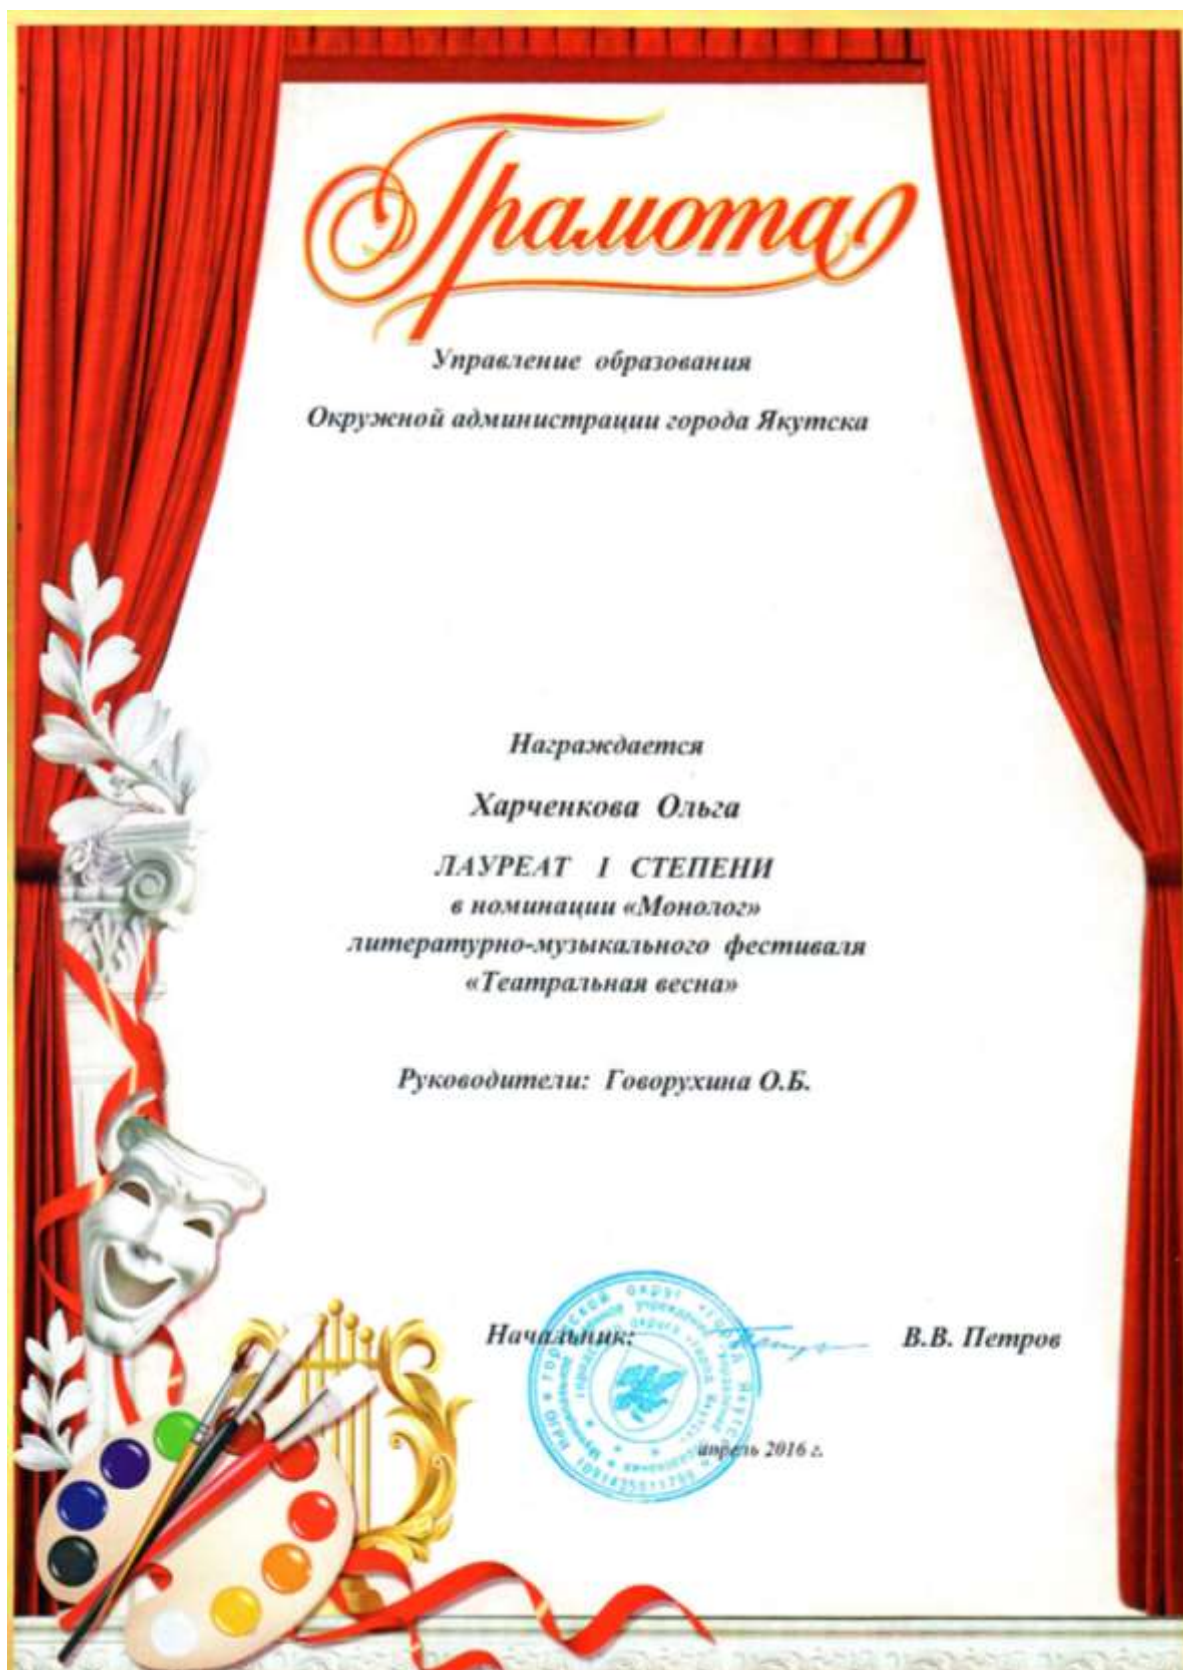 Грамота
Управление образования
Окружной администрации города Якутска
Награждается
Харченкова Ольга
ЛАУРЕАТ I СТЕПЕНИ
в номинации «Монолог»
литературно-музыкального фестиваля
«Театральная весна»
Руководители: Говорухина О.Б.
Начальник: В.В. Петров
апрель 2016 г.